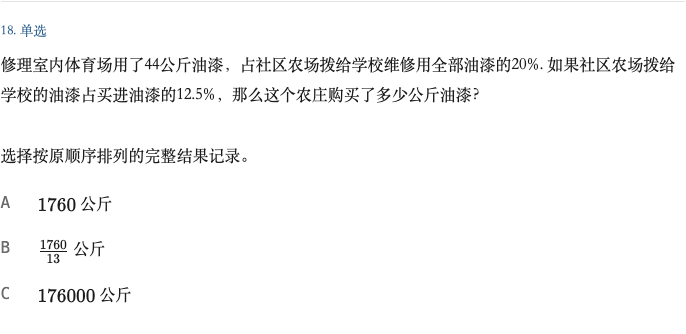 18. 单选
修理室内体育场用了44公斤油漆，占社区农场拨给学校维修用全部油漆的20%. 如果社区农场拨给
学校的油漆占买进油漆的12.5%，那么这个农庄购买了多少公斤油漆?
选择按原顺序排列的完整结果记录。
A 1760 公斤
B 1760/13 公斤
C 176000 公斤